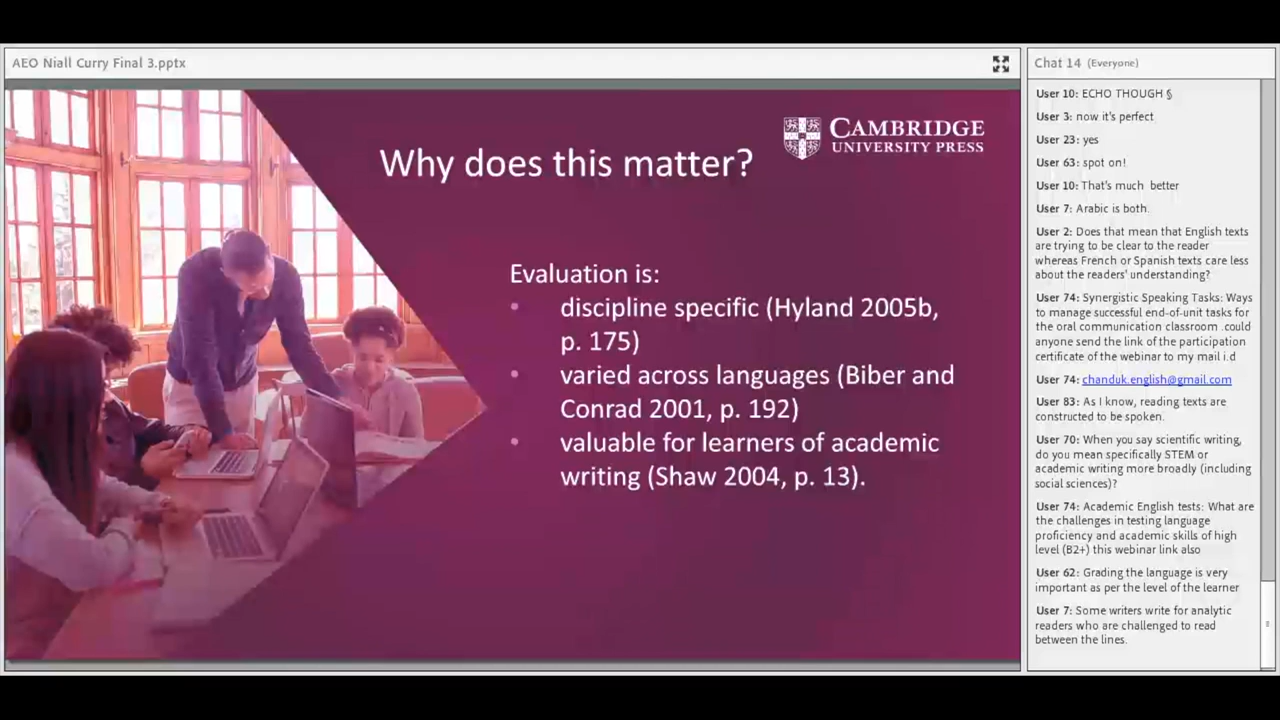 AEO Niall Curry Final 3.pptx
CAMBRIDGE
UNIVERSITY PRESS
Why does this matter?
Evaluation is:
• discipline specific (Hyland 2005b,
p. 175)
• varied across languages (Biber and
Conrad 2001, p. 192)
• valuable for learners of academic
writing (Shaw 2004, p. 13).
Chat 14 (Everyone)
User 10: ECHO THOUGH §
User 3: now it's perfect
User 23: yes
User 63: spot on!
User 10: That's much better
User 7: Arabic is both.
User 2: Does that mean that English texts
are trying to be clear to the reader
whereas French or Spanish texts care less
about the readers' understanding?
User 74: Synergistic Speaking Tasks: Ways
to manage successful end-of-unit tasks for
the oral communication classroom .could
anyone send the link of the participation
certificate of the webinar to my mail i.d
User 74: chanduk.english@gmail.com
User 83: As I know, reading texts are
constructed to be spoken.
User 70: When you say scientific writing,
do you mean specifically STEM or
academic writing more broadly (including
social sciences)?
User 74: Academic English tests: What are
the challenges in testing language
proficiency and academic skills of high
level (B2+) this webinar link also
User 62: Grading the language is very
important as per the level of the learner
User 7: Some writers write for analytic
readers who are challenged to read
between the lines.